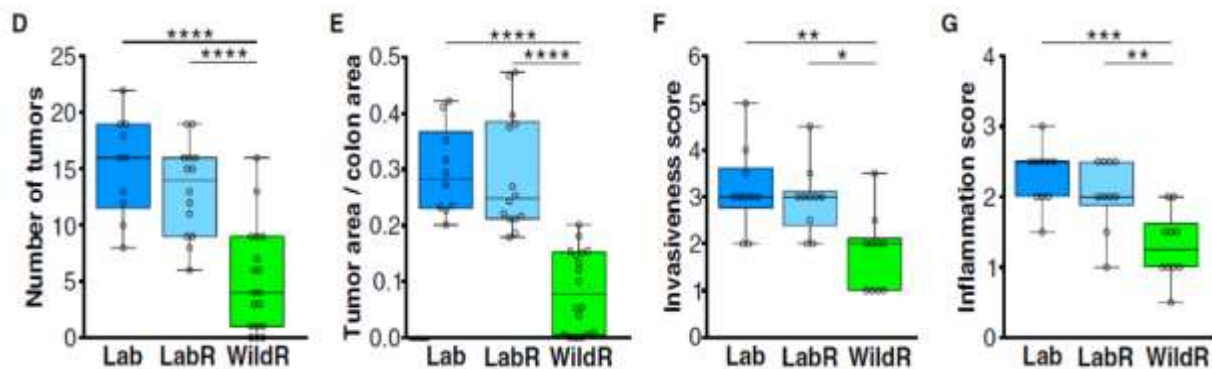 D
****
****
Number of tumors
25
20
15
10
5
0
Lab LabR WildR
E
****
****
Tumor area / colon area
0.5
0.4
0.3
0.2
0.1
0.0
Lab LabR WildR
F
**
*
Invasiveness score
6
5
4
3
2
1
0
Lab LabR WildR
G
***
**
Inflammation score
4
3
2
1
0
Lab LabR WildR